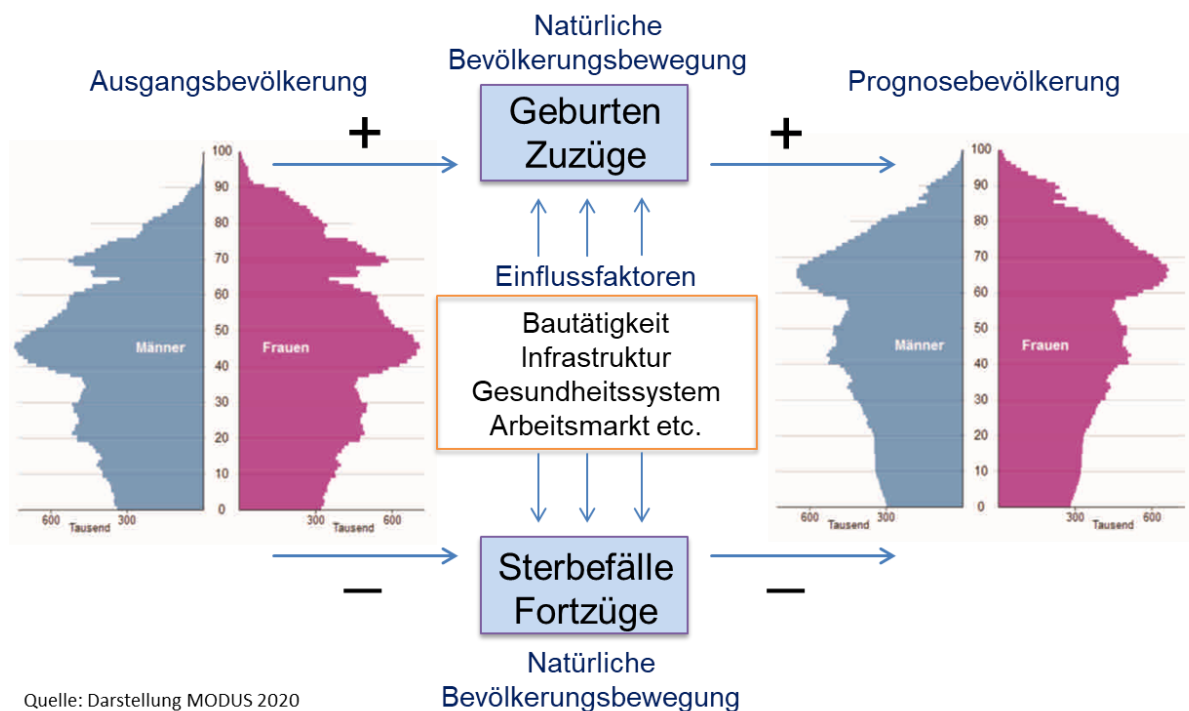 Natürliche
Bevölkerungsbewegung
Ausgangsbevölkerung
Prognosebevölkerung
+
Geburten
Zuzüge
+
100
90
80
70
60
50
40
30
20
10
0
Männer
Frauen
600
Tausend
300
300
Tausend
600
Einflussfaktoren
Bautätigkeit
Infrastruktur
Gesundheitssystem
Arbeitsmarkt etc.
100
90
80
70
60
50
40
30
20
10
0
Männer
Frauen
600
Tausend
300
300
Tausend
600
–
Sterbefälle
Fortzüge
–
Natürliche
Bevölkerungsbewegung
Quelle: Darstellung MODUS 2020